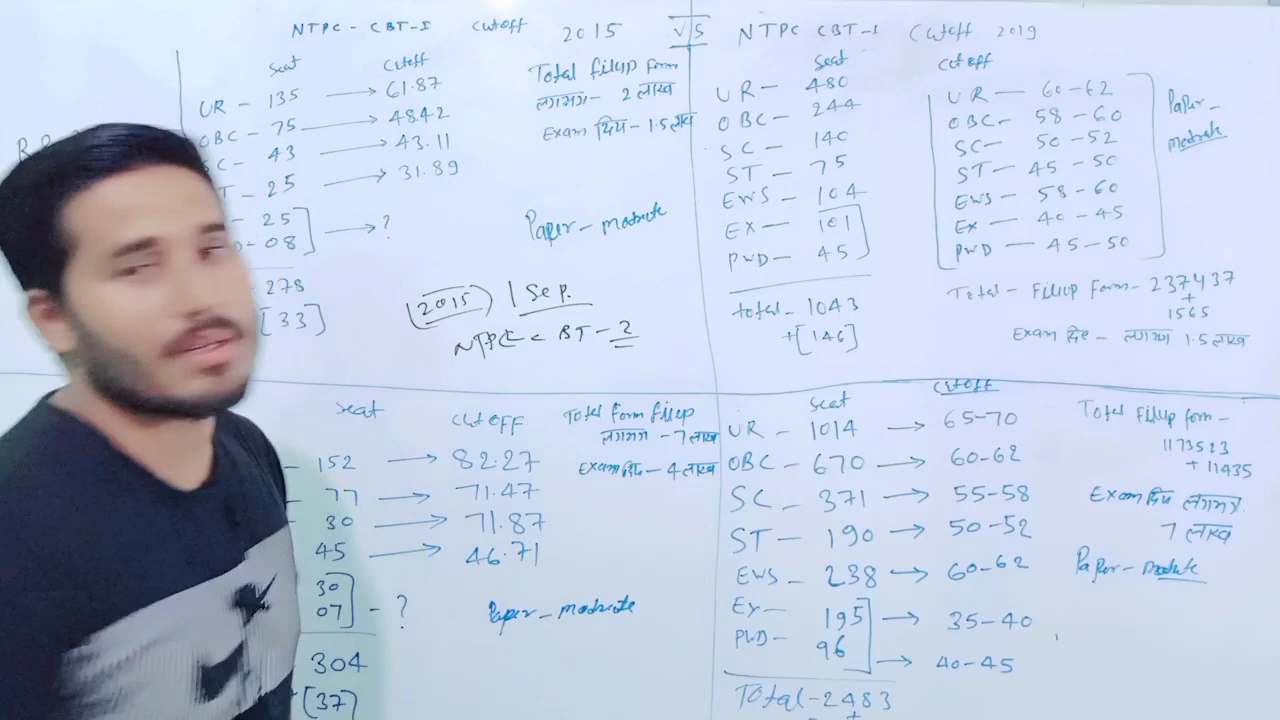 NTPC - CBT-I Cutoff 2015 VS NTPC CBT-I Cutoff 2019
Seat Cutoff
UR - 135 → 61.87
OBC - 75 → 48.42
SC - 43 → 43.11
T - 25 → 31.89
25
08 → ?
278
[33]
Total fillup form
लगभग - 2 लाख
Exam दिए - 1.5 लाख
Paper - modrate
(2015) 1 Sep.
NTPC CBT - 2
Seat Cutoff
UR - 480
OBC - 244
SC - 140
ST - 75
EWS - 104
EX - 101
PWD - 45
total - 1043
+[146]
UR - 60-62
OBC - 58-60
SC - 50-52
ST - 45-50
EWS - 58-60
Ex - 40-45
PWD - 45-50
Paper -
modrate
Total - Fillup Form - 237437
+
1565
Exam दिए - लगभग 1.5 लाख
Seat CutOFF
- 152 → 82.27
- 77 → 71.47
- 30 → 71.87
45 → 46.71
30
07 - ?
304
[37)
Total form fillup
लगभग - 7 लाख
Exam दिए - 4 लाख
Paper - modrate
Seat Cutoff
UR - 1014 → 65-70
OBC - 670 → 60-62
SC - 371 → 55-58
ST - 190 → 50-52
EWS - 238 → 60-62
Ex - 195 → 35-40
PWD - 96 → 40-45
Total - 2483
+
Total fillup form -
1173523
+ 11435
Exam दिए लगभग
7 लाख
Paper - modrate